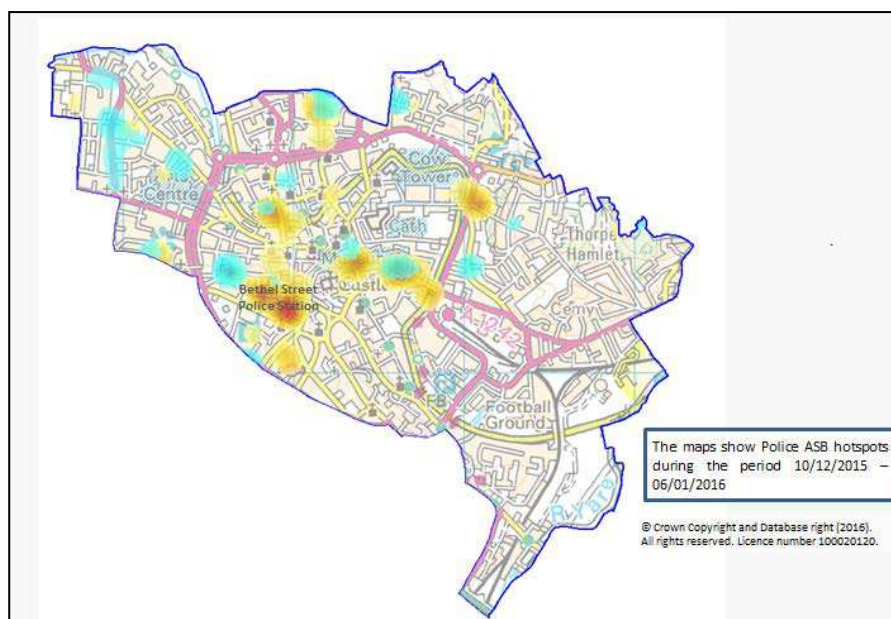 Cow
Tower
Centre
Cath
Thorpe
Hamlet
Castle
Bethel Street
Police Station
Cemy
A 1242
Football
Ground
FB
R Yare
The maps show Police ASB hotspots
during the period 10/12/2015 –
06/01/2016
© Crown Copyright and Database right (2016).
All rights reserved. Licence number 100020120.